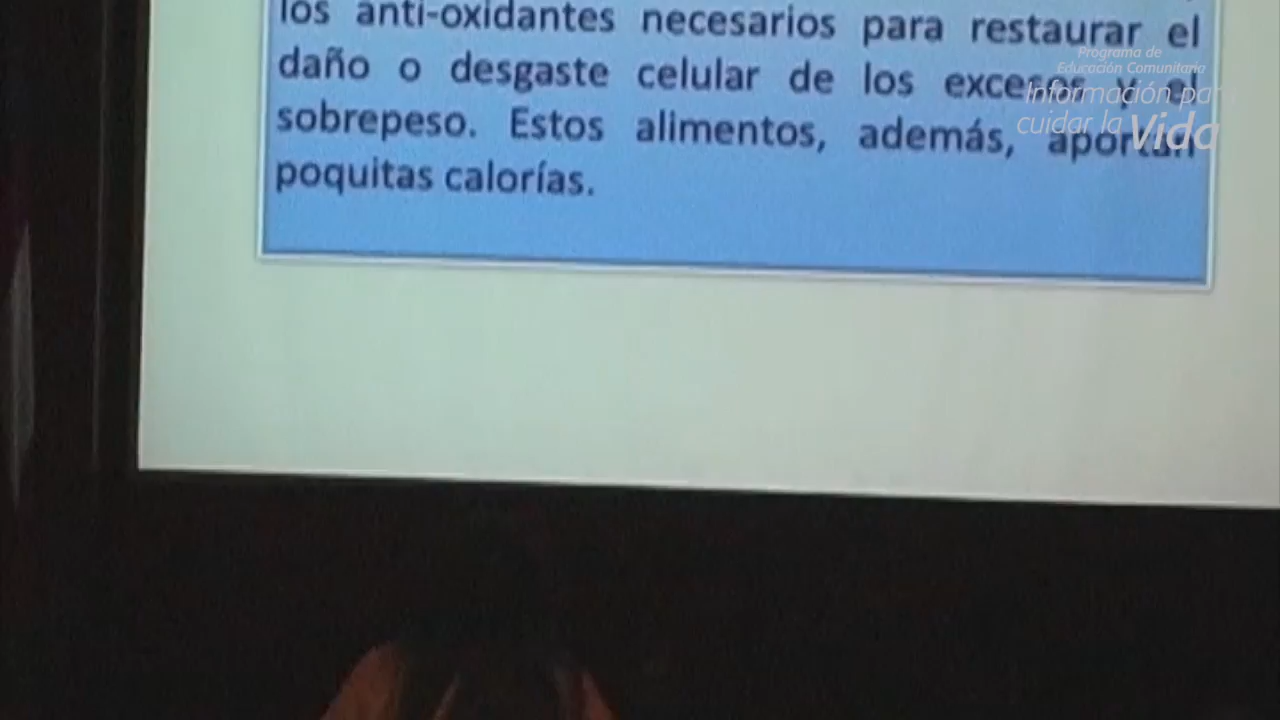 los anti-oxidantes necesarios para restaurar el
daño o desgaste celular de los excesos y el
sobrepeso. Estos alimentos, además, aportan
poquitas calorías.
Programa de
Educación Comunitaria
Información para
cuidar la Vida